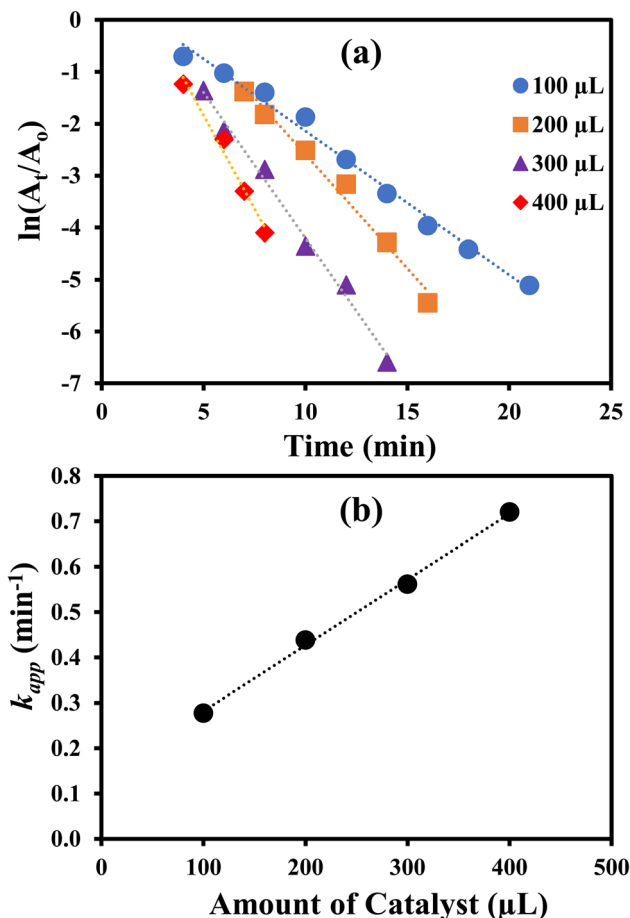 (a)
ln(Aₜ/Aₒ)
0
-1
-2
-3
-4
-5
-6
-7
100 µL
200 µL
300 µL
400 µL
0 5 10 15 20 25
Time (min)
(b)
k_app (min⁻¹)
0.8
0.7
0.6
0.5
0.4
0.3
0.2
0.1
0.0
0 100 200 300 400 500
Amount of Catalyst (µL)